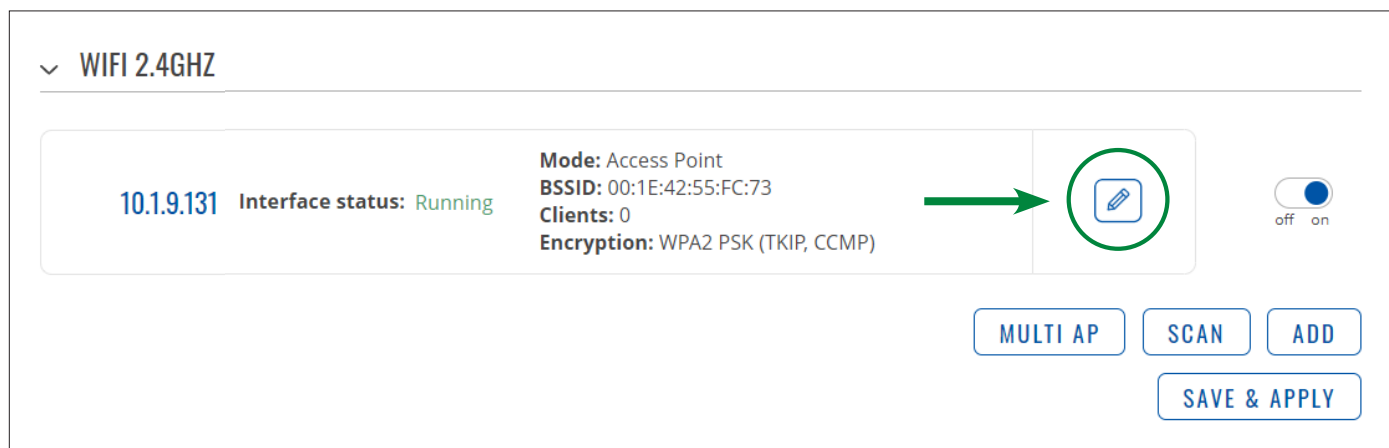 WIFI 2.4GHZ
10.1.9.131
Interface status: Running
Mode: Access Point
BSSID: 00:1E:42:55:FC:73
Clients: 0
Encryption: WPA2 PSK (TKIP, CCMP)
off on
MULTI AP SCAN ADD
SAVE & APPLY